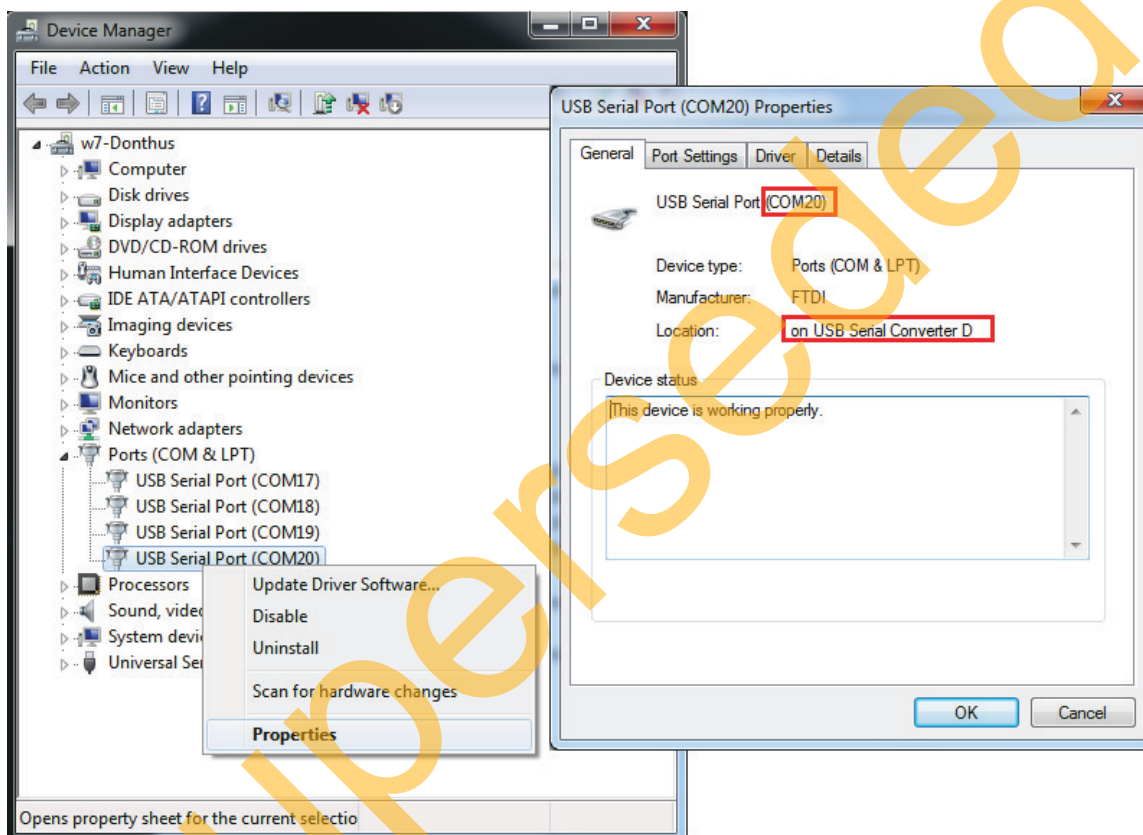 Device Manager
File Action View Help
w7-Donthus
Computer
Disk drives
Display adapters
DVD/CD-ROM drives
Human Interface Devices
IDE ATA/ATAPI controllers
Imaging devices
Keyboards
Mice and other pointing devices
Monitors
Network adapters
Ports (COM & LPT)
USB Serial Port (COM17)
USB Serial Port (COM18)
USB Serial Port (COM19)
USB Serial Port (COM20)
Processors
Sound, video
System devi
Universal Ser
Update Driver Software...
Disable
Uninstall
Scan for hardware changes
Properties
Opens property sheet for the current selectio
USB Serial Port (COM20) Properties
General Port Settings Driver Details
USB Serial Port (COM20)
Device type: Ports (COM & LPT)
Manufacturer: FTDI
Location: on USB Serial Converter D
Device status
This device is working properly.
OK Cancel
uperseded